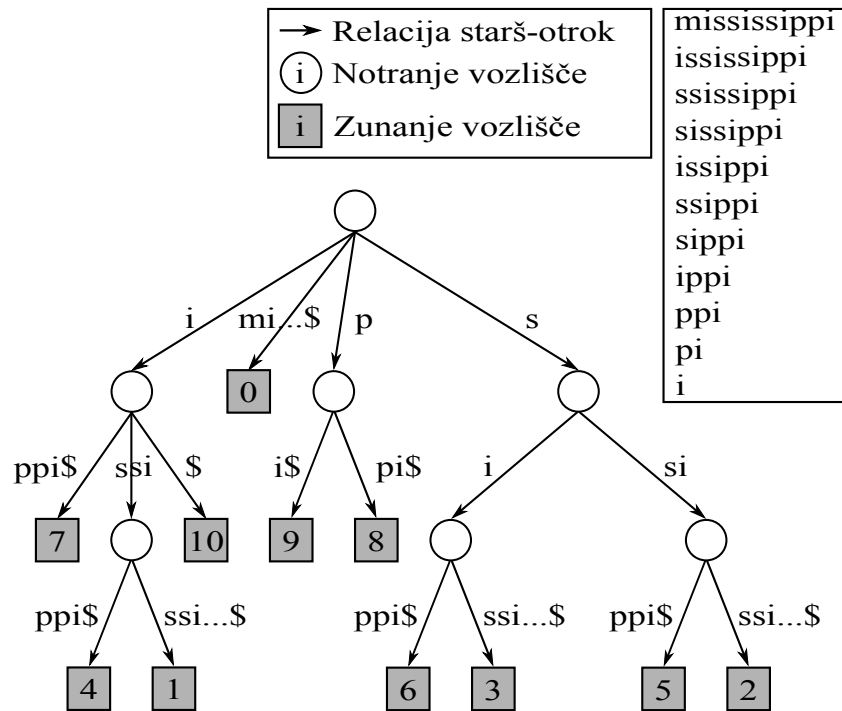 Relacija starš-otrok
i Notranje vozlišče
i Zunanje vozlišče
mississippi
ississippi
ssissippi
sissippi
issippi
ssippi
sippi
ippi
ppi
pi
i
i mi...$ p s
0
ppi$ ssi $ i$ pi$ i si
7 10 9 8
ppi$ ssi...$ ppi$ ssi...$ ppi$ ssi...$
4 1 6 3 5 2